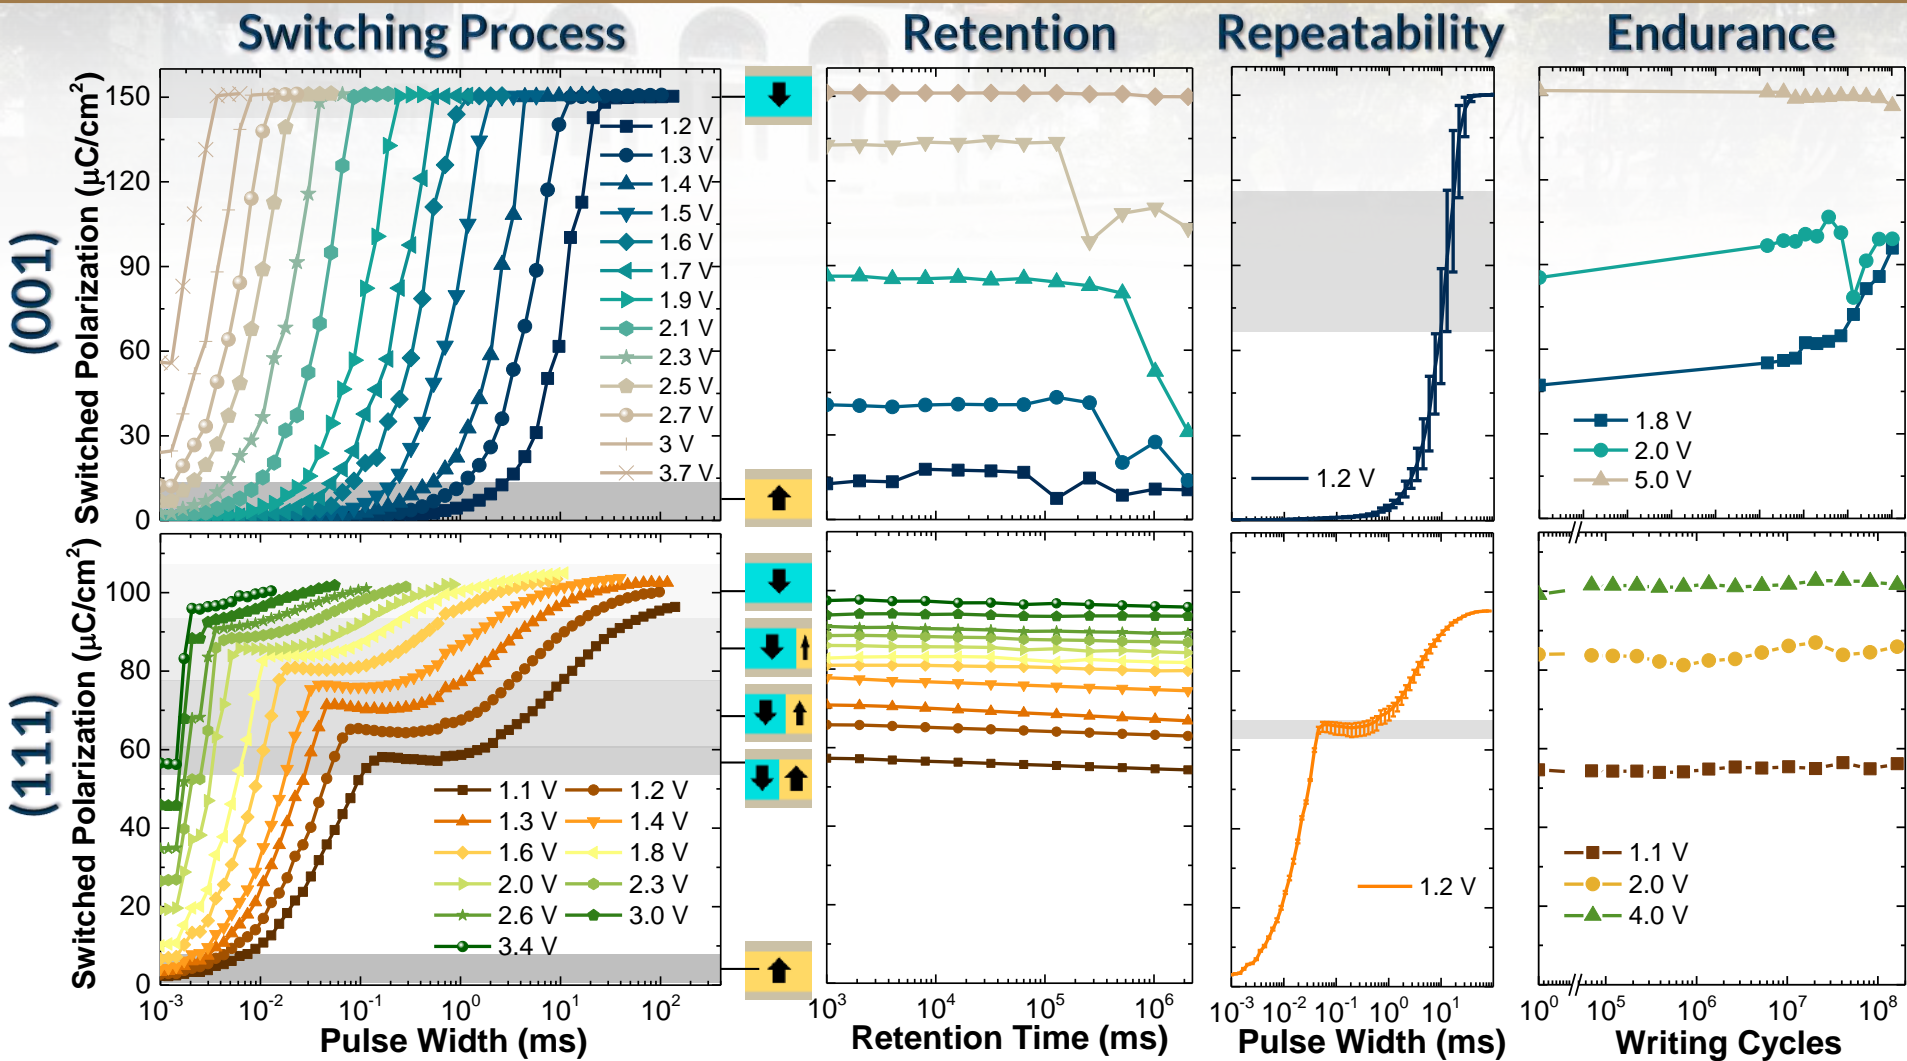 Switching Process
Retention
Repeatability
Endurance
(001)
Switched Polarization (μC/cm²)
150
120
90
60
30
0
1.2 V
1.3 V
1.4 V
1.5 V
1.6 V
1.7 V
1.9 V
2.1 V
2.3 V
2.5 V
2.7 V
3 V
3.7 V
1.2 V
1.8 V
2.0 V
5.0 V
(111)
Switched Polarization (μC/cm²)
100
80
60
40
20
0
1.1 V 1.2 V
1.3 V 1.4 V
1.6 V 1.8 V
2.0 V 2.3 V
2.6 V 3.0 V
3.4 V
1.2 V
1.1 V
2.0 V
4.0 V
10⁻³ 10⁻² 10⁻¹ 10⁰ 10¹ 10²
Pulse Width (ms)
10³ 10⁴ 10⁵ 10⁶
Retention Time (ms)
10⁻³ 10⁻² 10⁻¹ 10⁰ 10¹
Pulse Width (ms)
10⁰ 10⁵ 10⁶ 10⁷ 10⁸
Writing Cycles